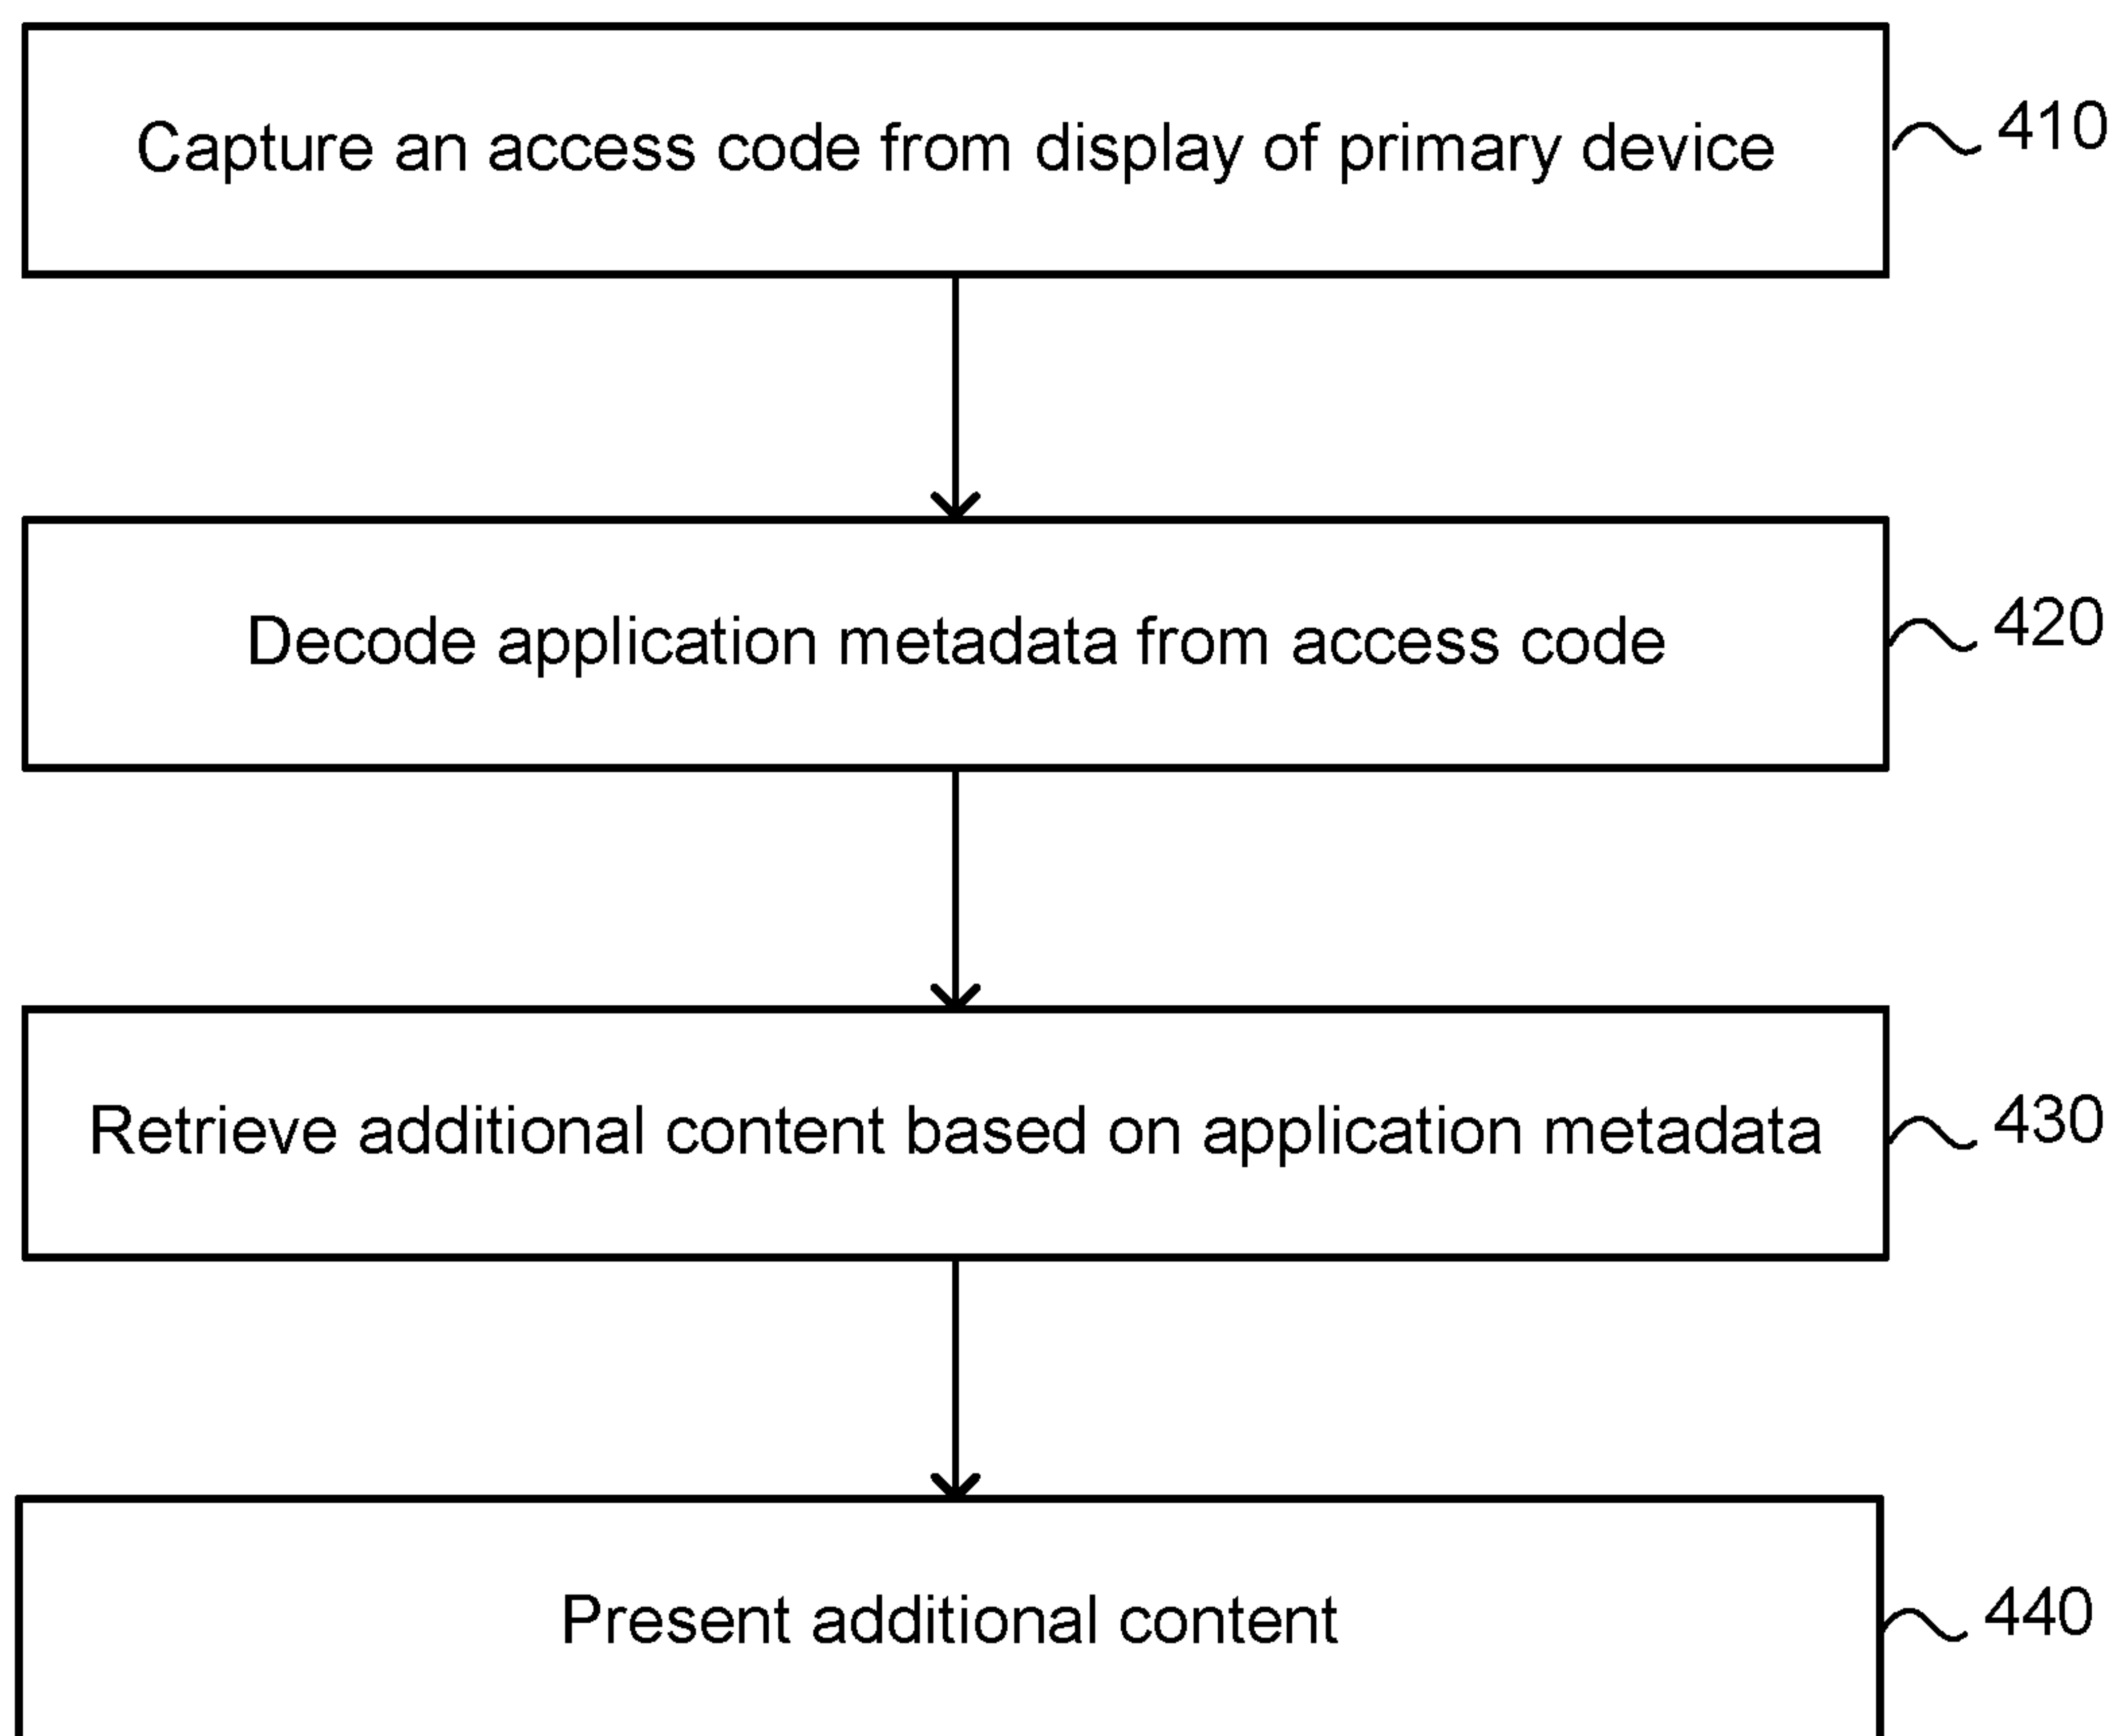 Capture an access code from display of primary device
410
Decode application metadata from access code
420
Retrieve additional content based on application metadata
430
Present additional content
440